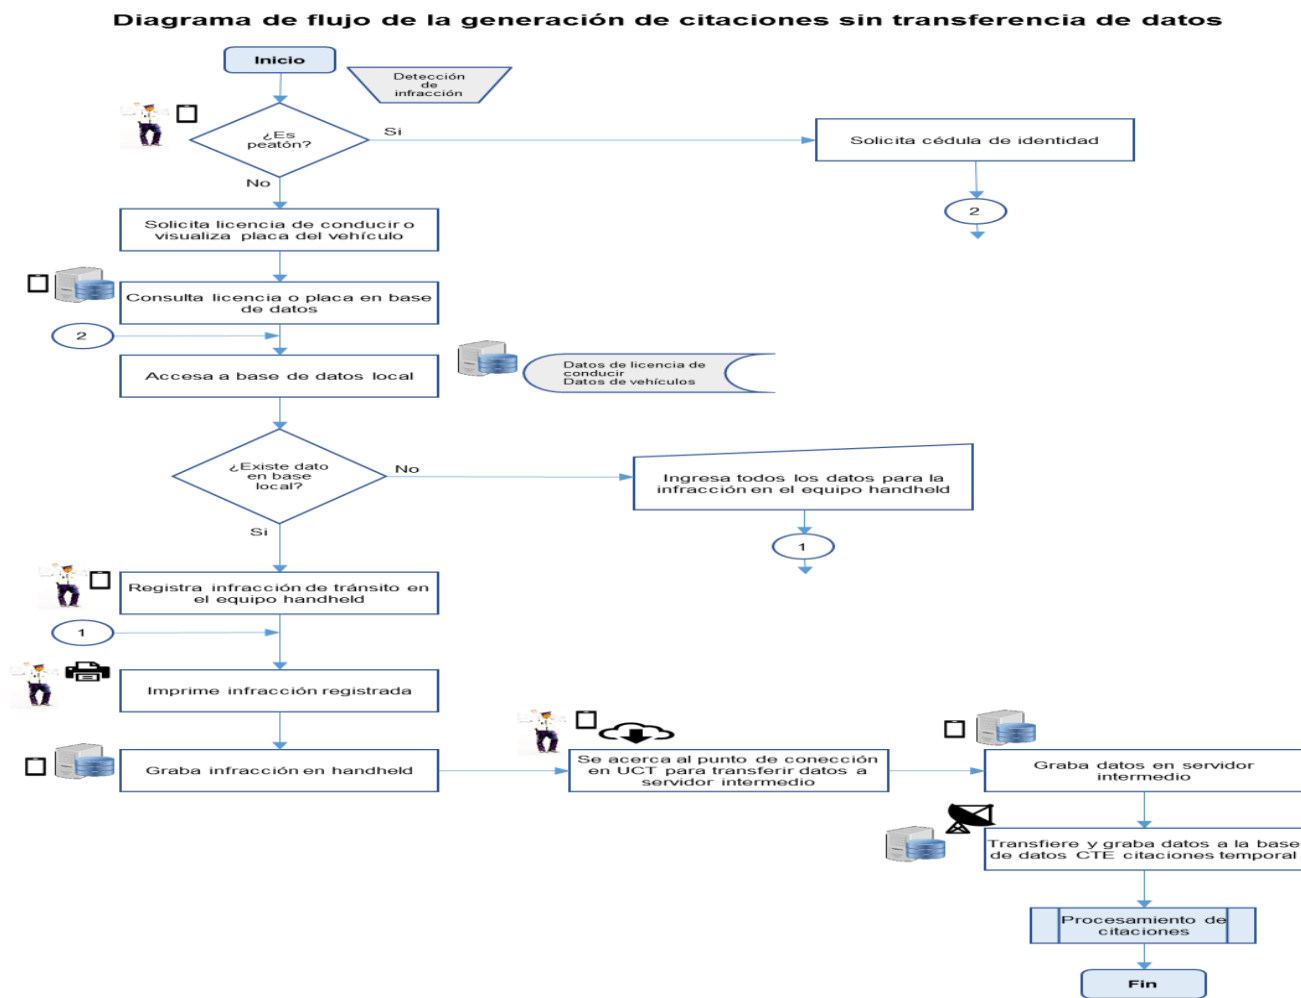 Diagrama de flujo de la generación de citaciones sin transferencia de datos
Inicio
Detección
de
infracción
¿Es
peatón?
Si
Solicita cédula de identidad
No
2
Solicita licencia de conducir o
visualiza placa del vehículo
Consulta licencia o placa en base
de datos
2
Accesa a base de datos local
Datos de licencia de
conducir
Datos de vehículos
¿Existe dato
en base
local?
No
Ingresa todos los datos para la
infracción en el equipo handheld
Si
1
Registra infracción de tránsito en
el equipo handheld
1
Imprime infracción registrada
Graba infracción en handheld
Se acerca al punto de conección
en UCT para transferir datos a
servidor intermedio
Graba datos en servidor
intermedio
Transfiere y graba datos a la base
de datos CTE citaciones temporal
Procesamiento de
citaciones
Fin